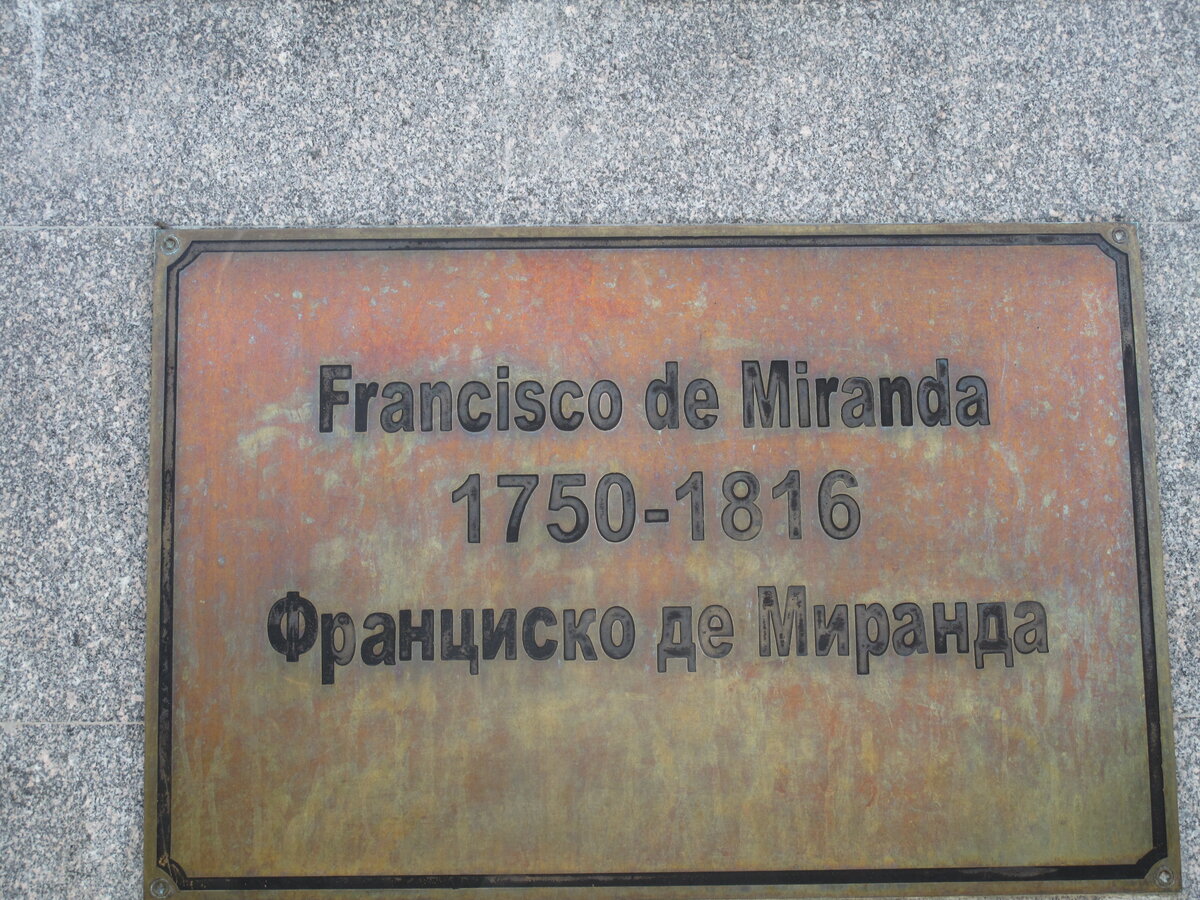 Francisco de Miranda
1750-1816
Франциско де Миранда